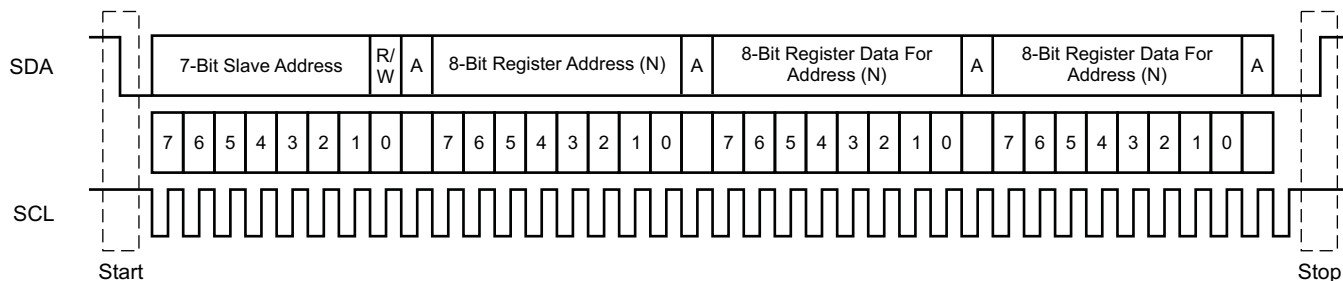 SDA
7-Bit Slave Address
R/
W
A
8-Bit Register Address (N)
A
8-Bit Register Data For
Address (N)
A
8-Bit Register Data For
Address (N)
A
7 6 5 4 3 2 1 0 7 6 5 4 3 2 1 0 7 6 5 4 3 2 1 0 7 6 5 4 3 2 1 0
SCL
Start
Stop